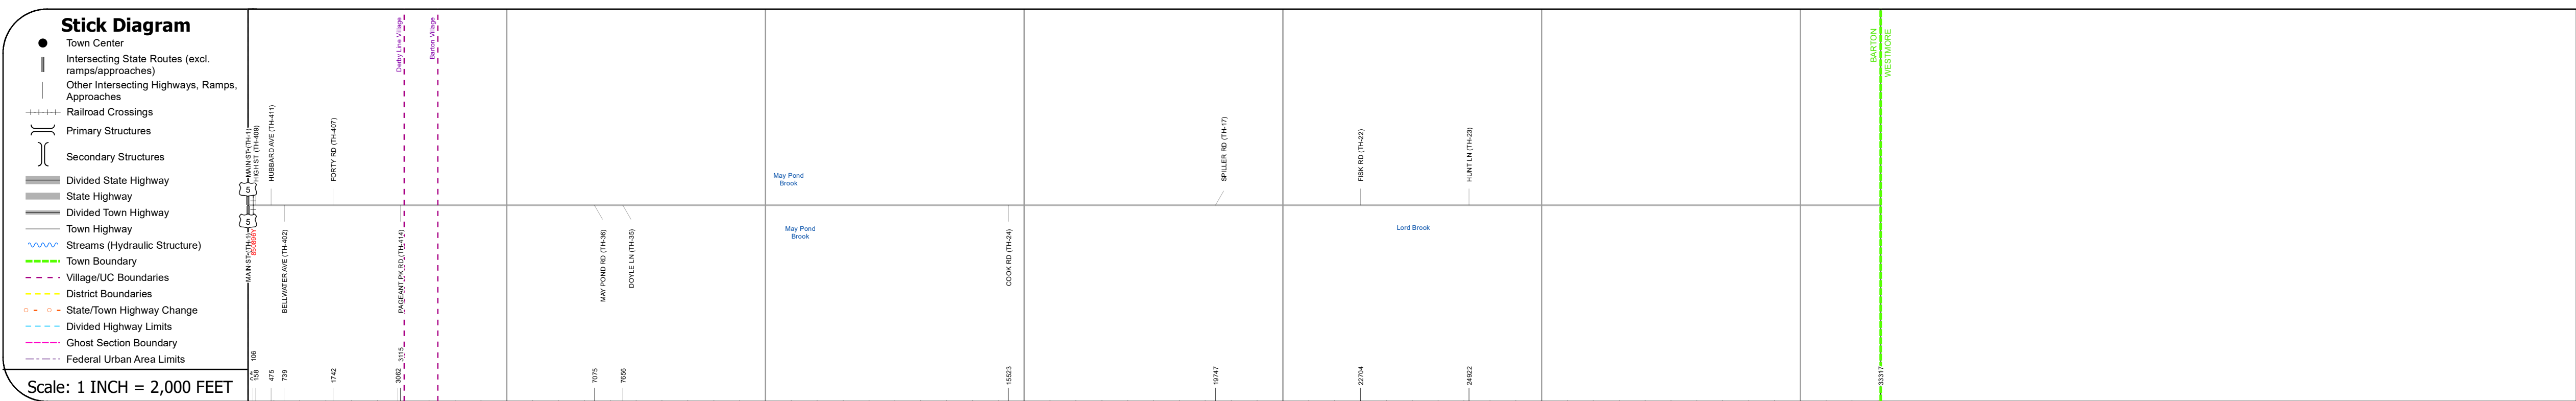 Stick Diagram
Town Center
Intersecting State Routes (excl.
ramps/approaches)
Other Intersecting Highways, Ramps,
Approaches
Railroad Crossings
Primary Structures
Secondary Structures
Divided State Highway
State Highway
Divided Town Highway
Town Highway
Streams (Hydraulic Structure)
Town Boundary
Village/UC Boundaries
District Boundaries
State/Town Highway Change
Divided Highway Limits
Ghost Section Boundary
Federal Urban Area Limits
Scale: 1 INCH = 2,000 FEET
Derby Line Village
Barton Village
BARTON
WESTMORE
MAIN ST (TH-1)
HIGH ST (TH-409)
HUBBARD AVE (TH-411)
FORTY RD (TH-407)
SPILLER RD (TH-17)
FISK RD (TH-22)
HUNT LN (TH-23)
5
5
May Pond
Brook
May Pond
Brook
Lord Brook
MAIN ST (TH-1)
BELLWATER AVE (TH-402)
PAGEANT PK RD (TH-414)
MAY POND RD (TH-36)
DOYLE LN (TH-35)
COOK RD (TH-24)
106
158
475
739
1742
3062
3115
7075
7656
15523
19747
22704
24922
33317